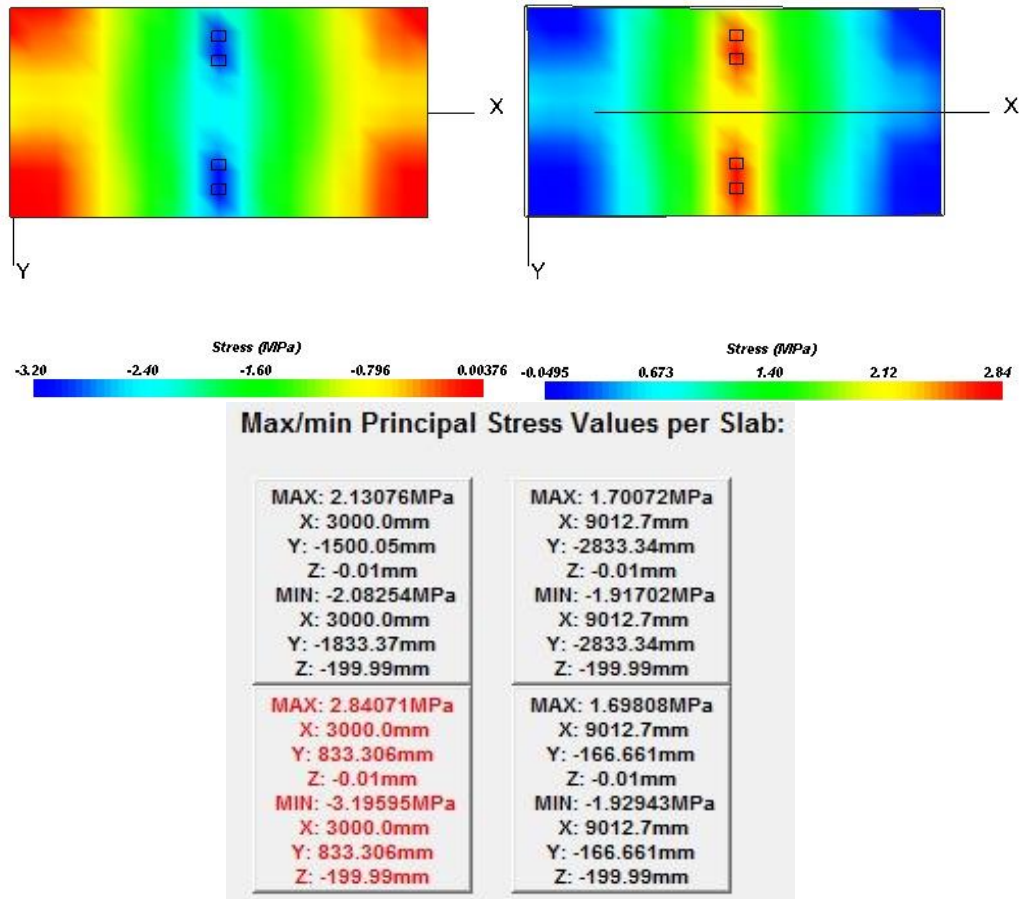 X
X
Y
Y
Stress (MPa)
-3.20 -2.40 -1.60 -0.796 0.00376
Stress (MPa)
-0.0495 0.673 1.40 2.12 2.84
Max/min Principal Stress Values per Slab:
MAX: 2.13076MPa
X: 3000.0mm
Y: -1500.05mm
Z: -0.01mm
MIN: -2.08254MPa
X: 3000.0mm
Y: -1833.37mm
Z: -199.99mm
MAX: 1.70072MPa
X: 9012.7mm
Y: -2833.34mm
Z: -0.01mm
MIN: -1.91702MPa
X: 9012.7mm
Y: -2833.34mm
Z: -199.99mm
MAX: 2.84071MPa
X: 3000.0mm
Y: 833.306mm
Z: -0.01mm
MIN: -3.19595MPa
X: 3000.0mm
Y: 833.306mm
Z: -199.99mm
MAX: 1.69808MPa
X: 9012.7mm
Y: -166.661mm
Z: -0.01mm
MIN: -1.92943MPa
X: 9012.7mm
Y: -166.661mm
Z: -199.99mm